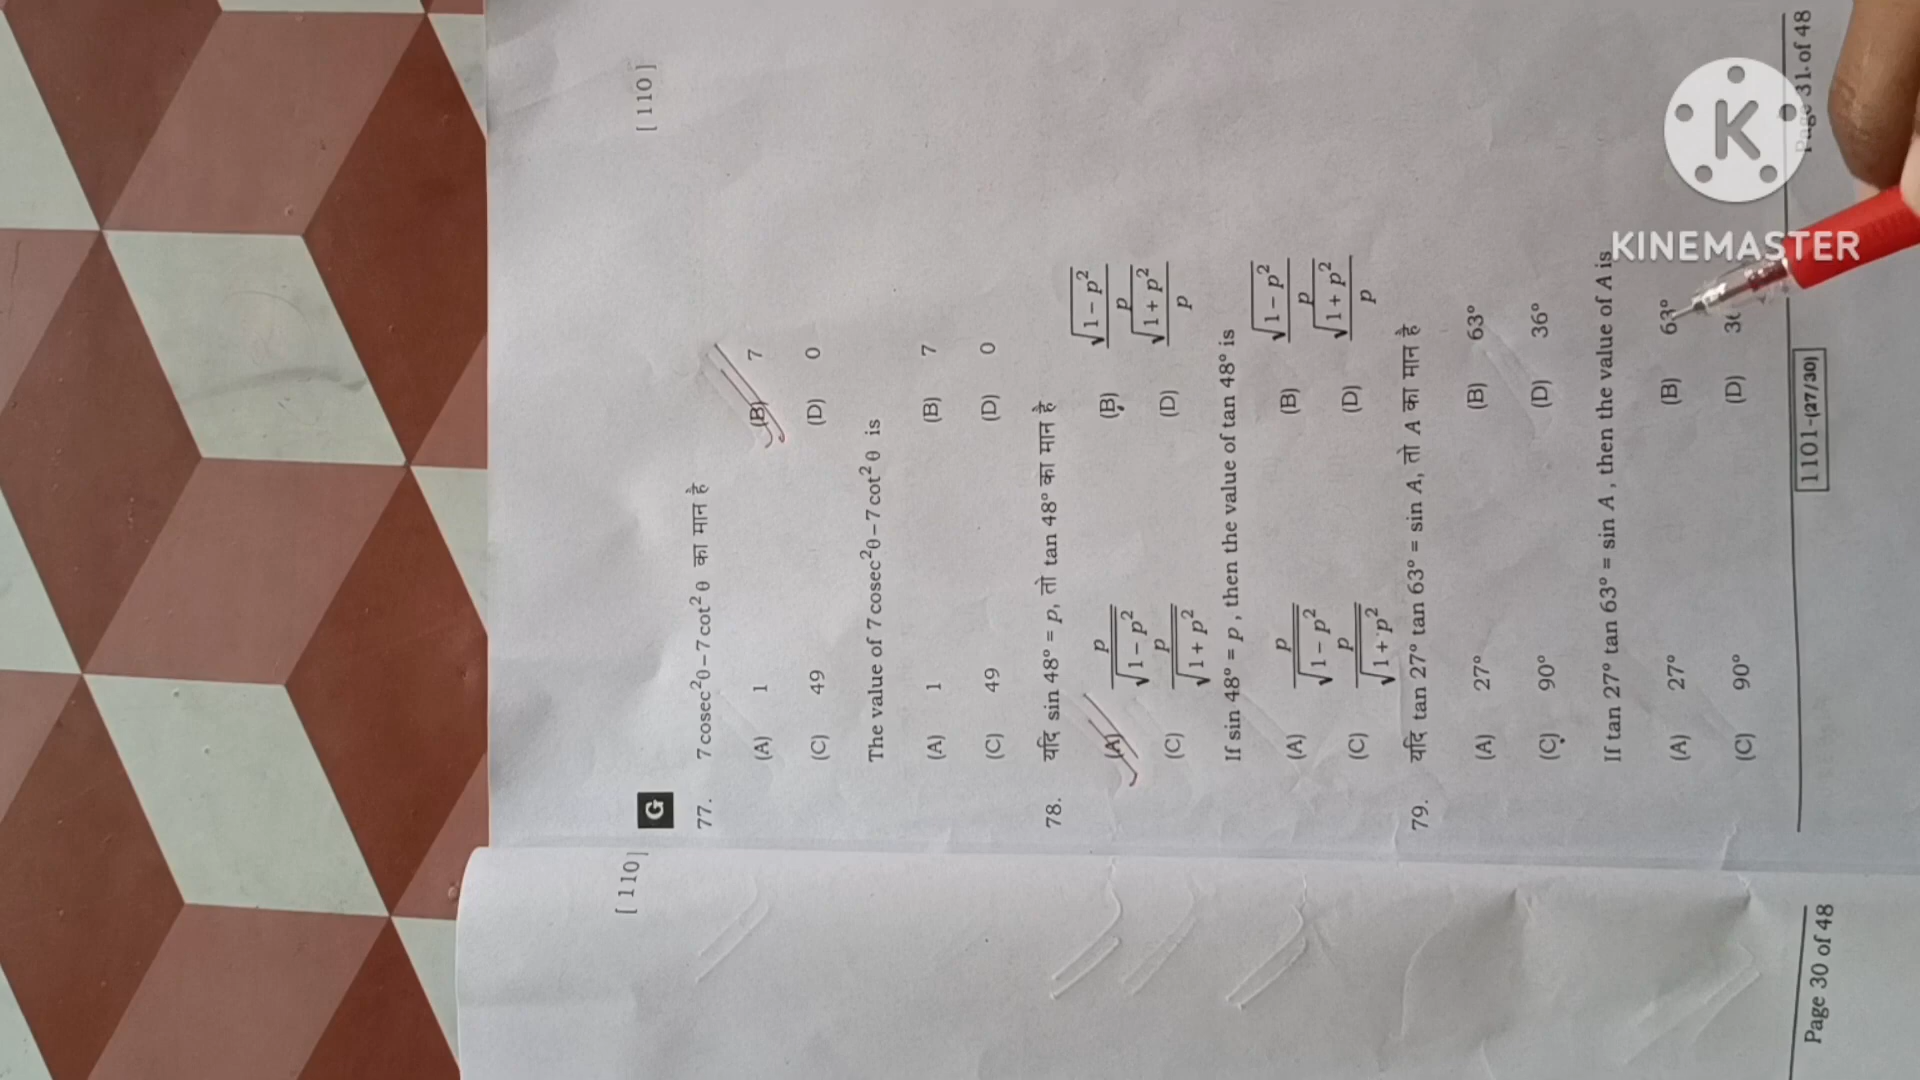 [ 110 ]
Page 30 of 48
G
[ 110 ]
77. 7 cosec²θ – 7 cot² θ का मान है
(A) 1 (B) 7
(C) 49 (D) 0
The value of 7 cosec²θ – 7 cot² θ is
(A) 1 (B) 7
(C) 49 (D) 0
78. यदि sin 48° = p, तो tan 48° का मान है
(A) p/√(1 – p²) (B) √(1 – p²)/p
(C) p/√(1 + p²) (D) √(1 + p²)/p
If sin 48° = p , then the value of tan 48° is
(A) p/√(1 – p²) (B) √(1 – p²)/p
(C) p/√(1 + p²) (D) √(1 + p²)/p
79. यदि tan 27° tan 63° = sin A, तो A का मान है
(A) 27° (B) 63°
(C) 90° (D) 36°
If tan 27° tan 63° = sin A , then the value of A is
(A) 27° (B) 63°
(C) 90° (D)
1101-(27/30)
Page 31 of 48
K
KINEMASTER